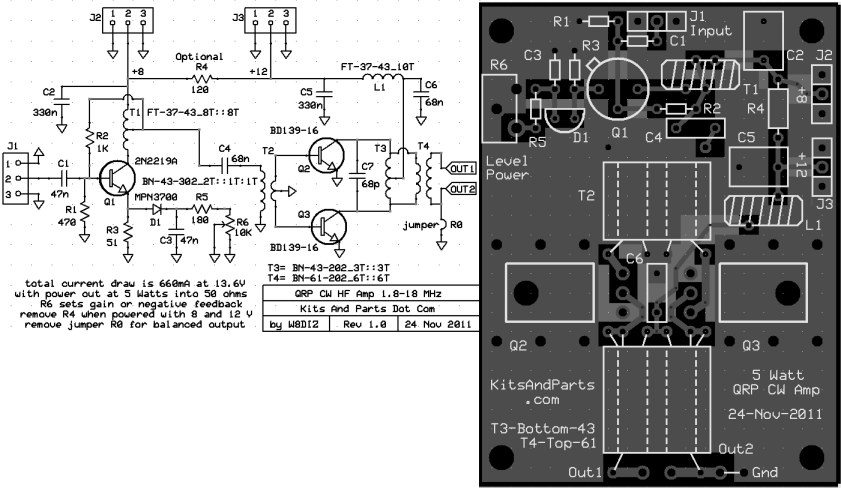 J2
1 2 3
J3
1 2 3
Optional
R4
120
+8
+12
FT-37-43_10T
L1
C2
330n
C5
330n
C6
68n
T1
FT-37-43_8T::8T
R2
1K
J1
1
2
3
C1
47n
2N2219A
Q1
C4
68n
BN-43-302_2T::1T:1T
MPN3700
T2
BD139-16
Q2
C7
68p
T3
T4
OUT1
OUT2
R1
470
R3
51
D1
C3
47n
R5
180
R6
10K
Q3
BD139-16
jumper
R0
T3= BN-43-202_3T::3T
T4= BN-61-202_6T::6T
total current draw is 660mA at 13.6V
with power out at 5 Watts into 50 ohms
R6 sets gain or negative feedback
remove R4 when powered with 8 and 12 V
remove jumper R0 for balanced output
QRP CW HF Amp 1.8-18 MHz
Kits And Parts Dot Com
by W8DIZ
Rev 1.0
24 Nov 2011
R1
J1
Input
C1
C3
R3
R6
C2
J2
T1
+8
R2
R4
R5
D1
Q1
C4
C5
Level
Power
+12
T2
J3
L1
C6
Q2
Q3
KitsAndParts
.com
5 Watt
QRP CW Amp
24-Nov-2011
T3-Bottom-43
T4-Top-61
Out2
Out1
Gnd